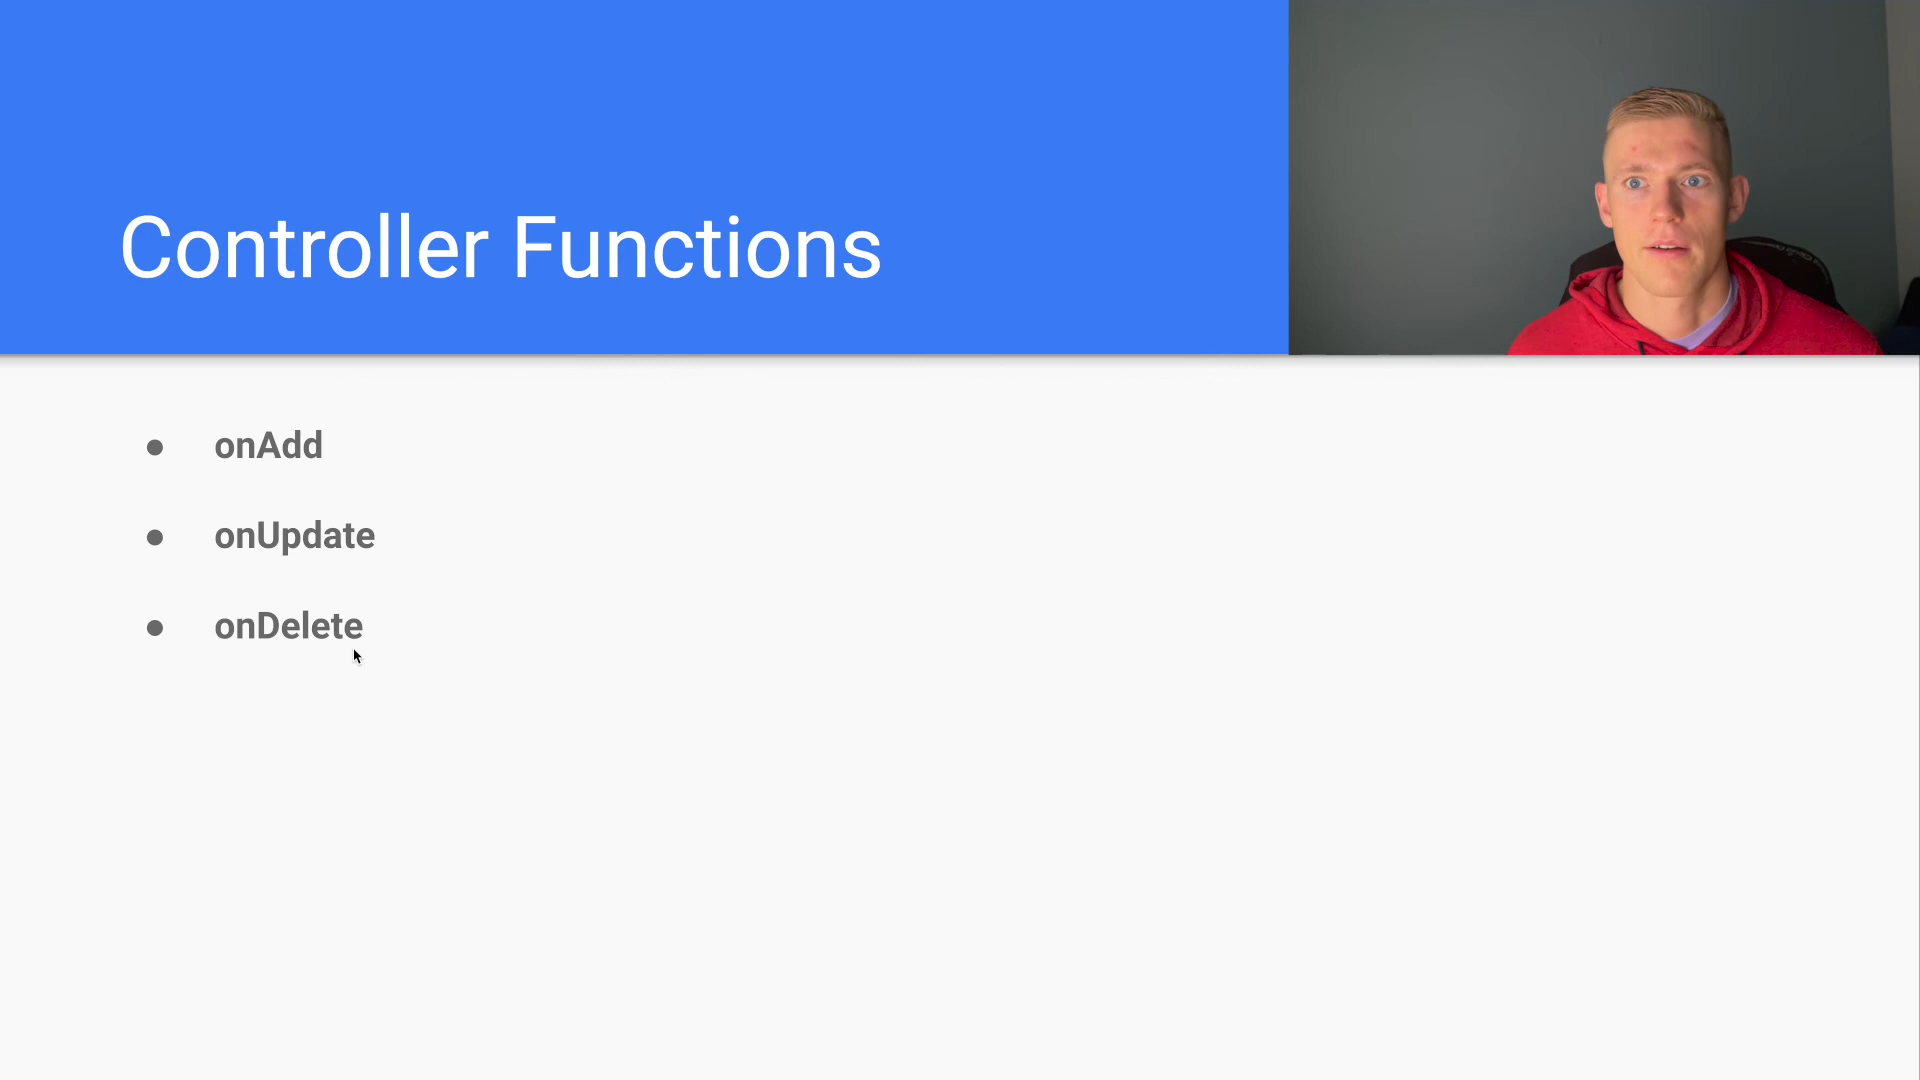 Controller Functions
● onAdd
● onUpdate
● onDelete